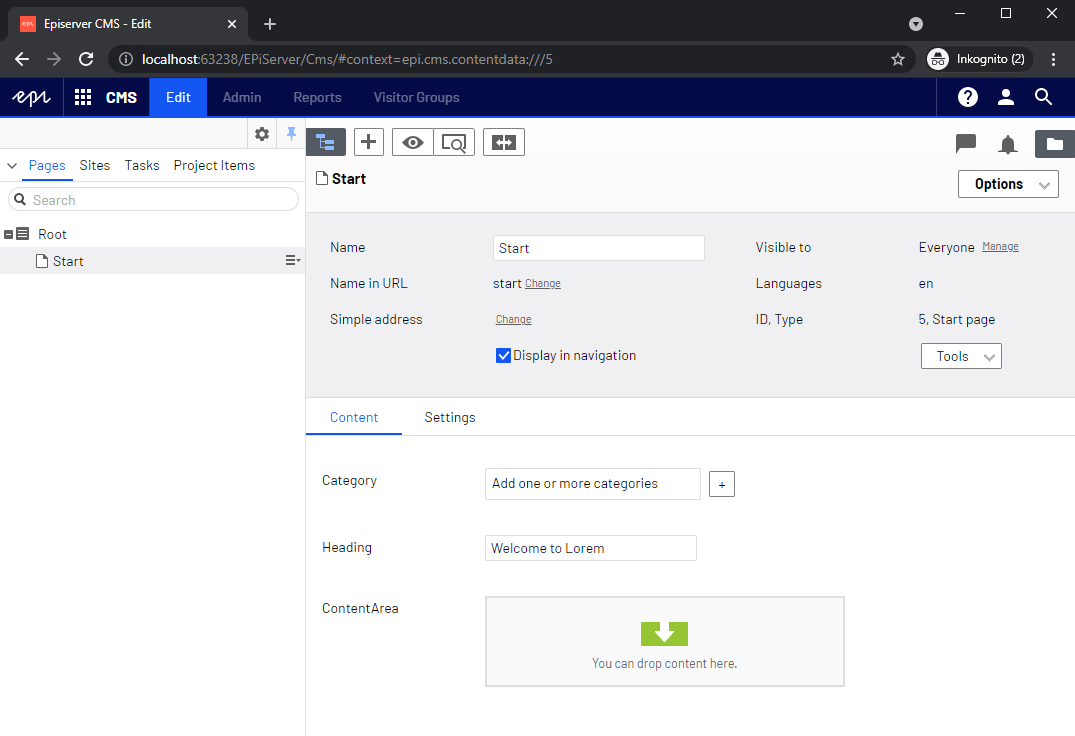 epi Episerver CMS - Edit
localhost:63238/EPiServer/Cms/#context=epi.cms.contentdata:///5
Inkognito (2)
epi CMS Edit Admin Reports Visitor Groups
Pages Sites Tasks Project Items
Search
Root
Start
Start
Options
Name Start Visible to Everyone Manage
Name in URL start Change Languages en
Simple address Change ID, Type 5, Start page
Display in navigation Tools
Content Settings
Category Add one or more categories +
Heading Welcome to Lorem
ContentArea
You can drop content here.